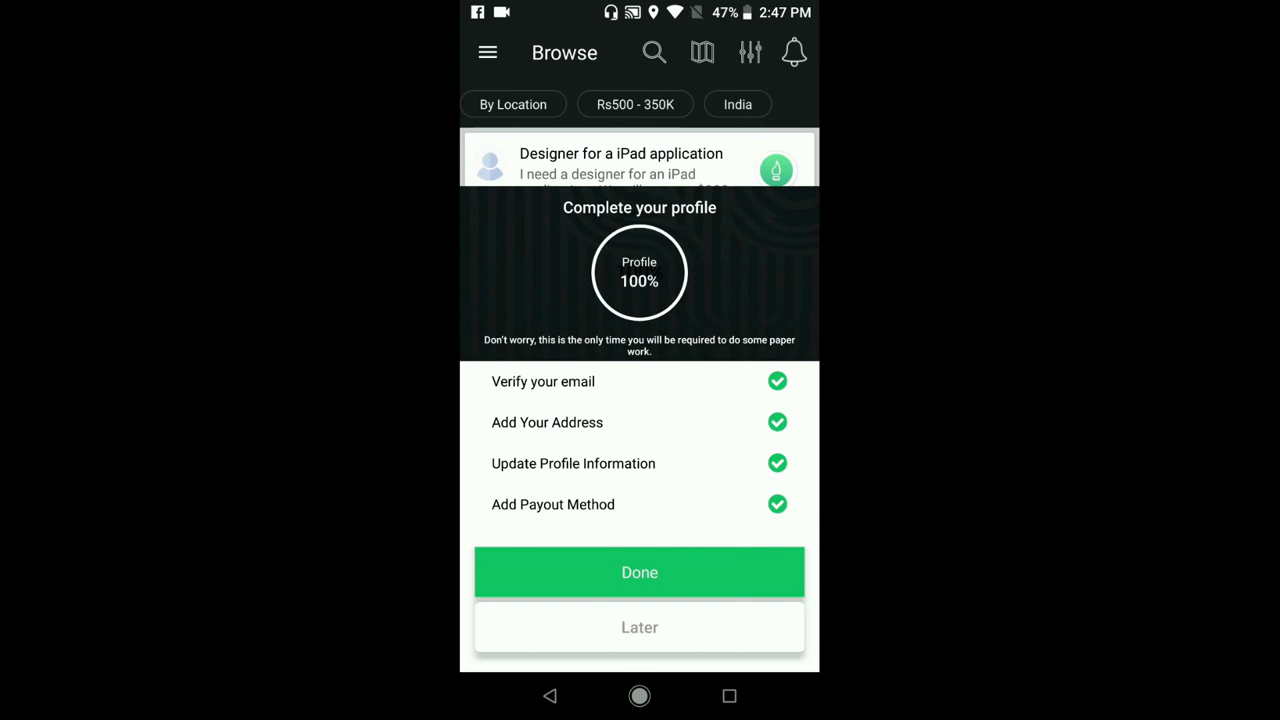 47% 2:47 PM
Browse
By Location Rs500 - 350K India
Designer for a iPad application
I need a designer for an iPad
Complete your profile
Profile
100%
Don't worry, this is the only time you will be required to do some paper
work.
Verify your email
Add Your Address
Update Profile Information
Add Payout Method
Done
Later